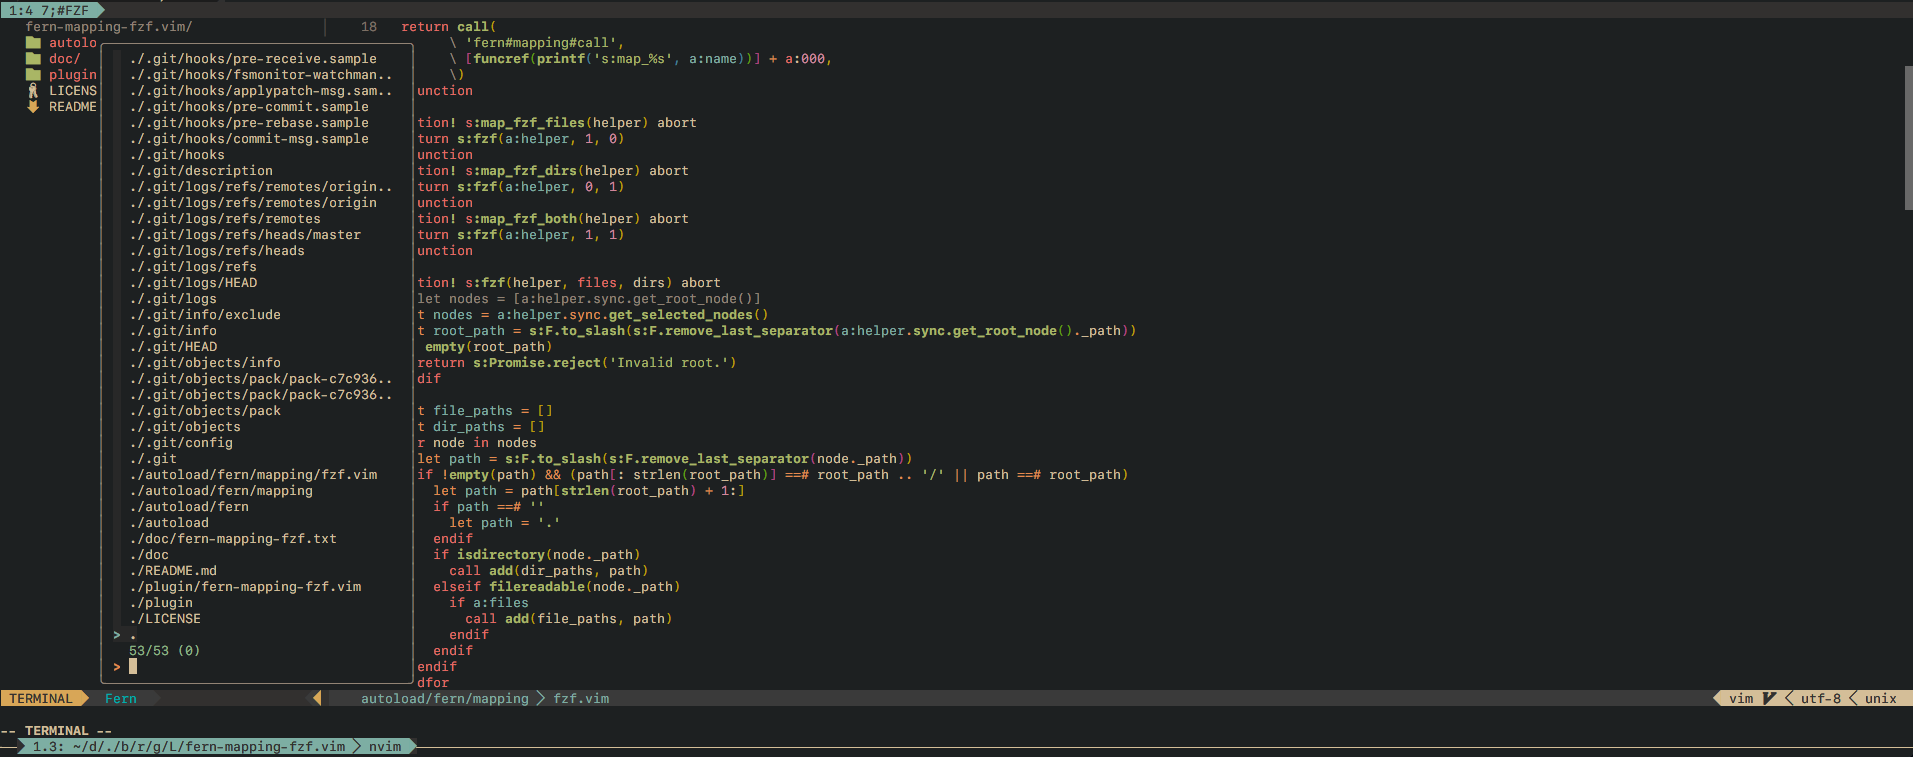 1:4 7;#FZF
fern-mapping-fzf.vim/
autolo
doc/
plugin
LICENS
README
./.git/hooks/pre-receive.sample
./.git/hooks/fsmonitor-watchman..
./.git/hooks/applypatch-msg.sam..
./.git/hooks/pre-commit.sample
./.git/hooks/pre-rebase.sample
./.git/hooks/commit-msg.sample
./.git/hooks
./.git/description
./.git/logs/refs/remotes/origin..
./.git/logs/refs/remotes/origin
./.git/logs/refs/remotes
./.git/logs/refs/heads/master
./.git/logs/refs/heads
./.git/logs/refs
./.git/logs/HEAD
./.git/logs
./.git/info/exclude
./.git/info
./.git/HEAD
./.git/objects/info
./.git/objects/pack/pack-c7c936..
./.git/objects/pack/pack-c7c936..
./.git/objects/pack
./.git/objects
./.git/config
./.git
./autoload/fern/mapping/fzf.vim
./autoload/fern/mapping
./autoload/fern
./autoload
./doc/fern-mapping-fzf.txt
./doc
./README.md
./plugin/fern-mapping-fzf.vim
./plugin
./LICENSE
> .
53/53 (0)
>
18 return call(
\ 'fern#mapping#call',
\ [funcref(printf('s:map_%s', a:name))] + a:000,
\)
unction
tion! s:map_fzf_files(helper) abort
turn s:fzf(a:helper, 1, 0)
unction
tion! s:map_fzf_dirs(helper) abort
turn s:fzf(a:helper, 0, 1)
unction
tion! s:map_fzf_both(helper) abort
turn s:fzf(a:helper, 1, 1)
unction
tion! s:fzf(helper, files, dirs) abort
let nodes = [a:helper.sync.get_root_node()]
t nodes = a:helper.sync.get_selected_nodes()
t root_path = s:F.to_slash(s:F.remove_last_separator(a:helper.sync.get_root_node()._path))
empty(root_path)
return s:Promise.reject('Invalid root.')
dif
t file_paths = []
t dir_paths = []
r node in nodes
let path = s:F.to_slash(s:F.remove_last_separator(node._path))
if !empty(path) && (path[: strlen(root_path)] ==# root_path .. '/' || path ==# root_path)
let path = path[strlen(root_path) + 1:]
if path ==# ''
let path = '.'
endif
if isdirectory(node._path)
call add(dir_paths, path)
elseif filereadable(node._path)
if a:files
call add(file_paths, path)
endif
endif
endif
dfor
TERMINAL Fern autoload/fern/mapping fzf.vim vim utf-8 unix
-- TERMINAL --
1.3: ~/d/./b/r/g/L/fern-mapping-fzf.vim nvim